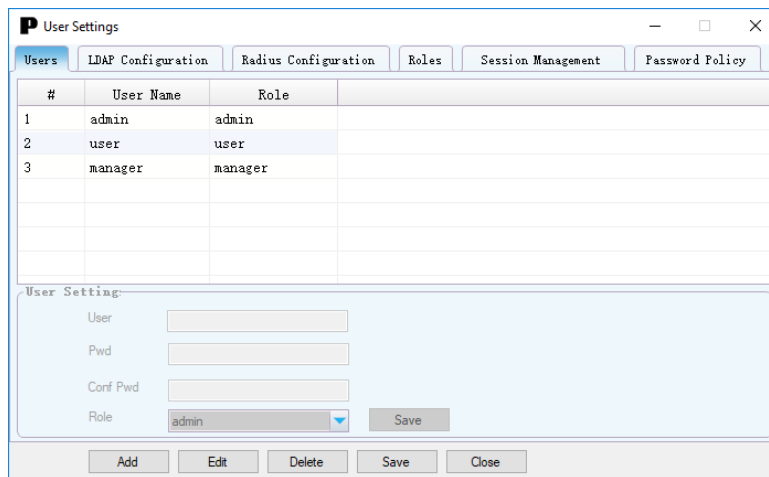 P User Settings
Users LDAP Configuration Radius Configuration Roles Session Management Password Policy
# User Name Role
1 admin admin
2 user user
3 manager manager
User Setting:
User
Pwd
Conf Pwd
Role admin Save
Add Edit Delete Save Close